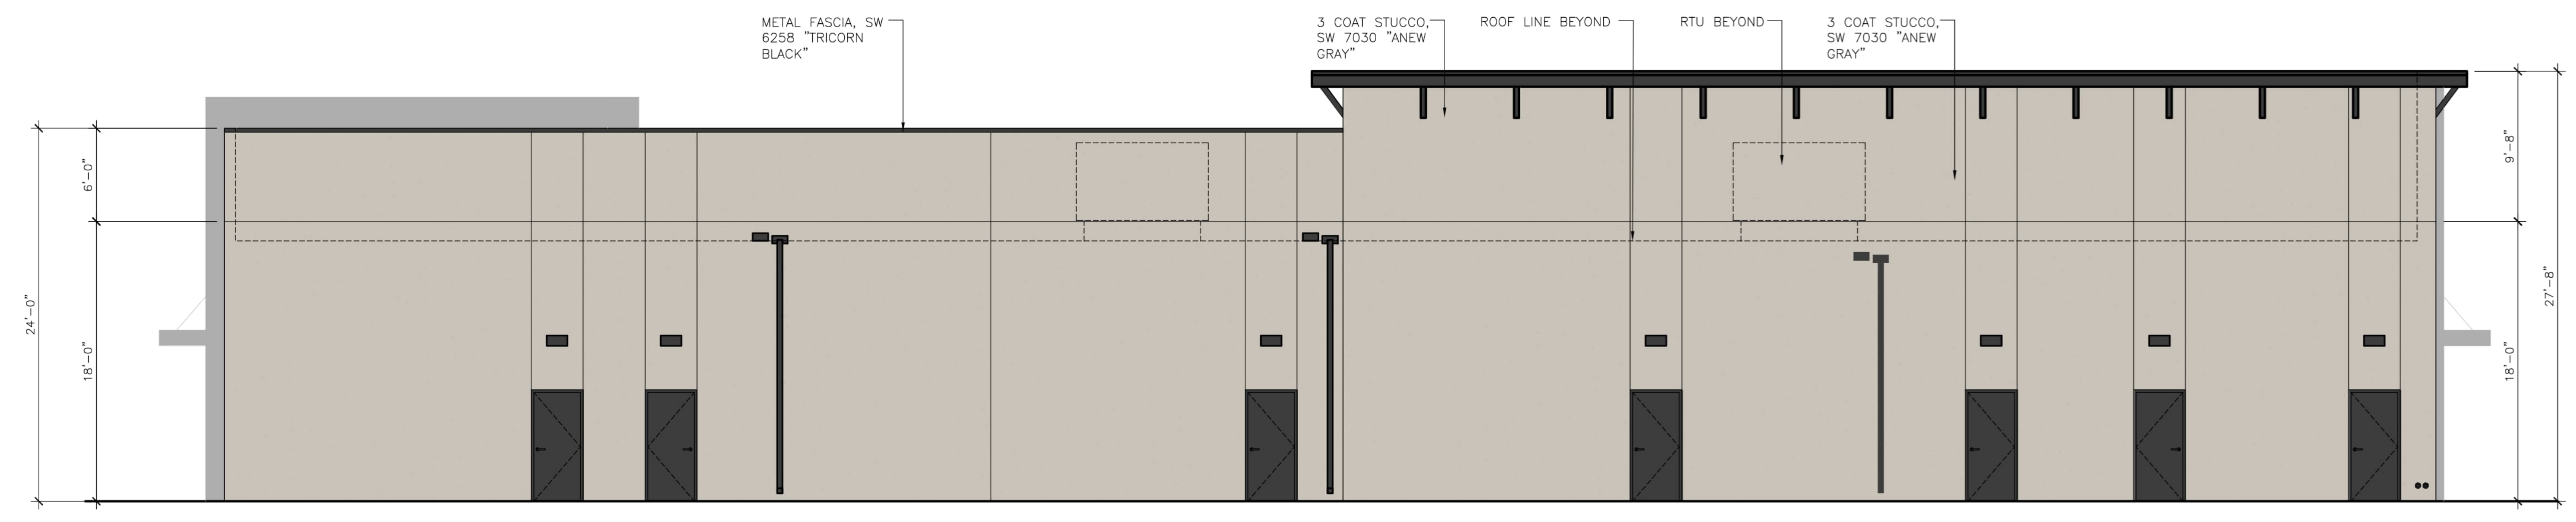 METAL FASCIA, SW
6258 "TRICORN
BLACK"
3 COAT STUCCO,
SW 7030 "ANEW
GRAY"
ROOF LINE BEYOND
RTU BEYOND
3 COAT STUCCO,
SW 7030 "ANEW
GRAY"
24'-0"
6'-0"
18'-0"
9'-8"
18'-0"
27'-8"